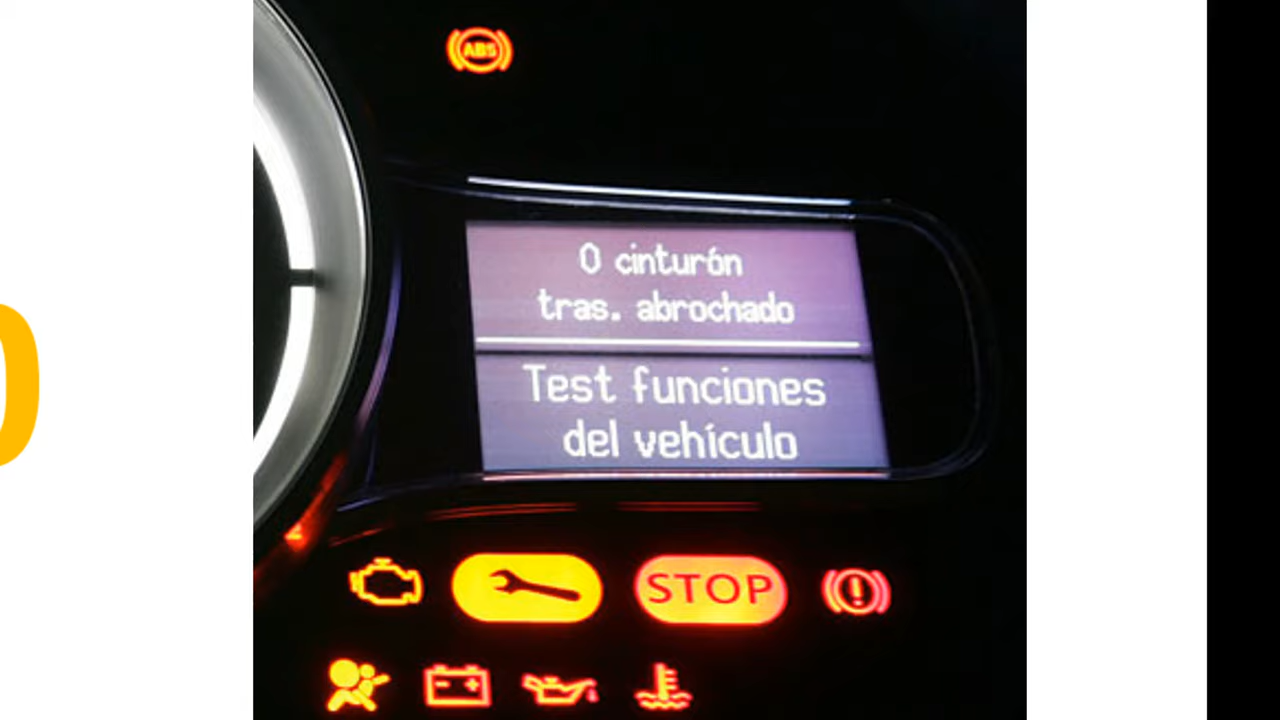 ABS
0 cinturón
tras. abrochado
Test funciones
del vehículo
STOP